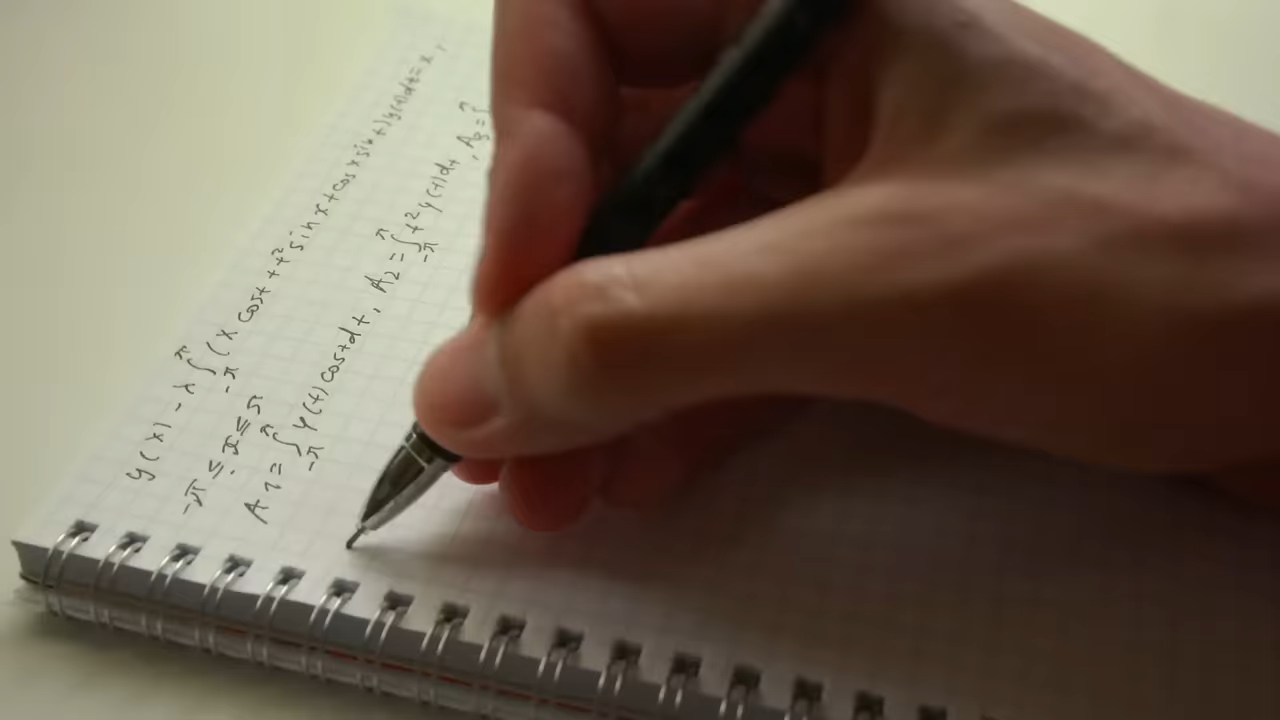 y(x) - λ∫_{-π}^{π} (x cos t + t² sin x + cos x sin t) y(t) dt = x,
-π ≤ x ≤ π
A₁ = ∫_{-π}^{π} y(t) cos t dt, A₂ = ∫_{-π}^{π} t² y(t) dt, A₃ = ∫^{π}